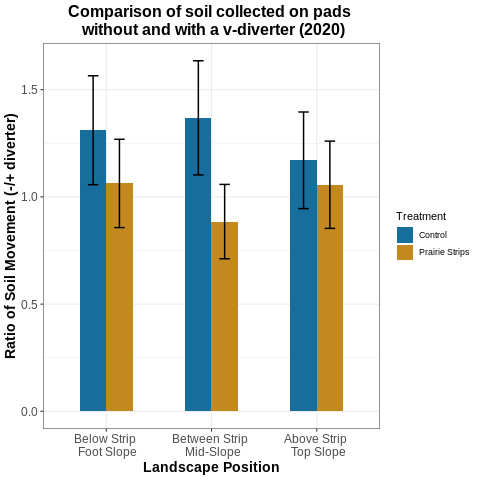 Comparison of soil collected on pads
without and with a v-diverter (2020)
Ratio of Soil Movement (-/+ diverter)
1.5
1.0
0.5
0.0
Below Strip
Foot Slope
Between Strip
Mid-Slope
Above Strip
Top Slope
Landscape Position
Treatment
Control
Prairie Strips